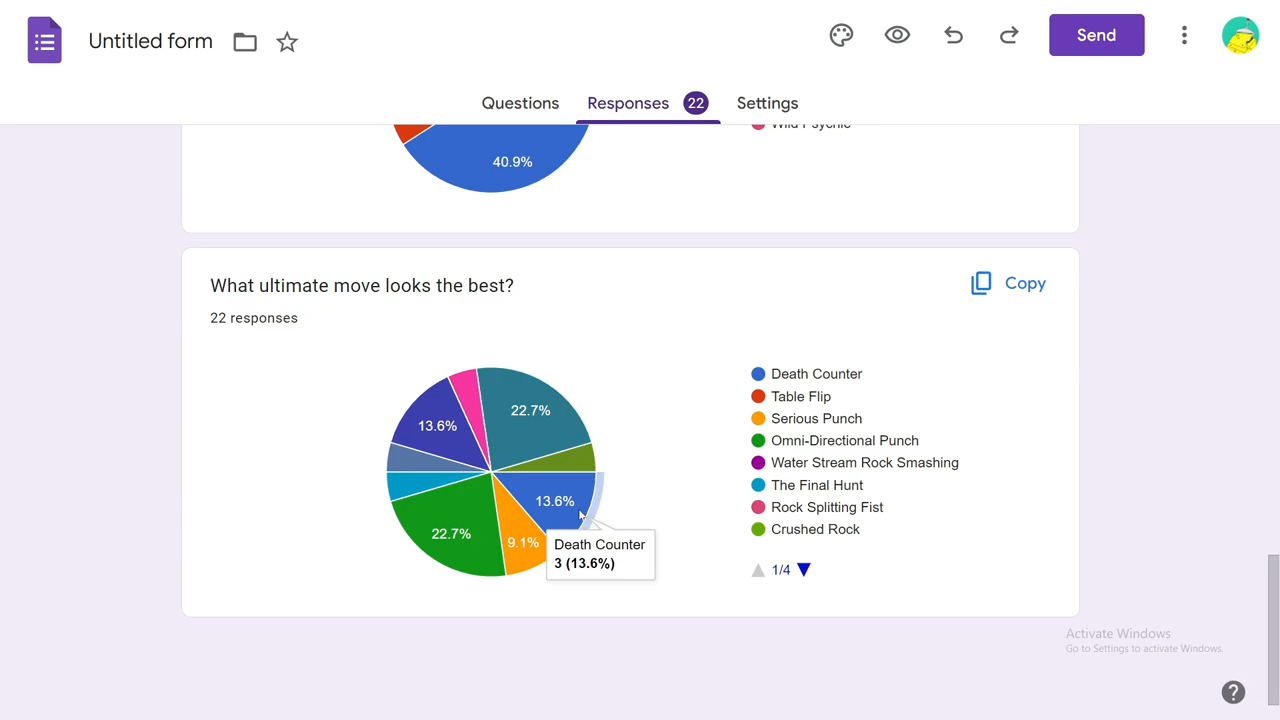 Untitled form
Send
Questions
Responses 22
Settings
Wild Psychic
40.9%
What ultimate move looks the best?
Copy
22 responses
22.7%
13.6%
13.6%
22.7%
9.1%
Death Counter
3 (13.6%)
Death Counter
Table Flip
Serious Punch
Omni-Directional Punch
Water Stream Rock Smashing
The Final Hunt
Rock Splitting Fist
Crushed Rock
1/4
Activate Windows
Go to Settings to activate Windows.
?